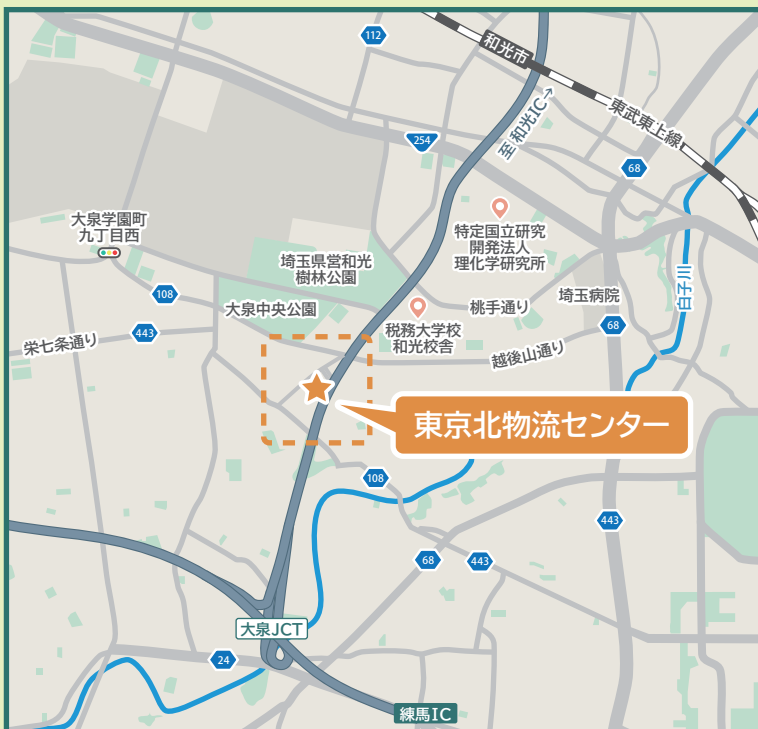 112
和光市
東武東上線
至 和光IC→
254
68
特定国立研究
開発法人
理化学研究所
大泉学園町
九丁目西
埼玉県営和光
樹林公園
108
大泉中央公園
桃手通り
埼玉病院
白子川
税務大学校
和光校舎
68
443
栄七条通り
越後山通り
東京北物流センター
108
443
68
443
大泉JCT
24
練馬IC